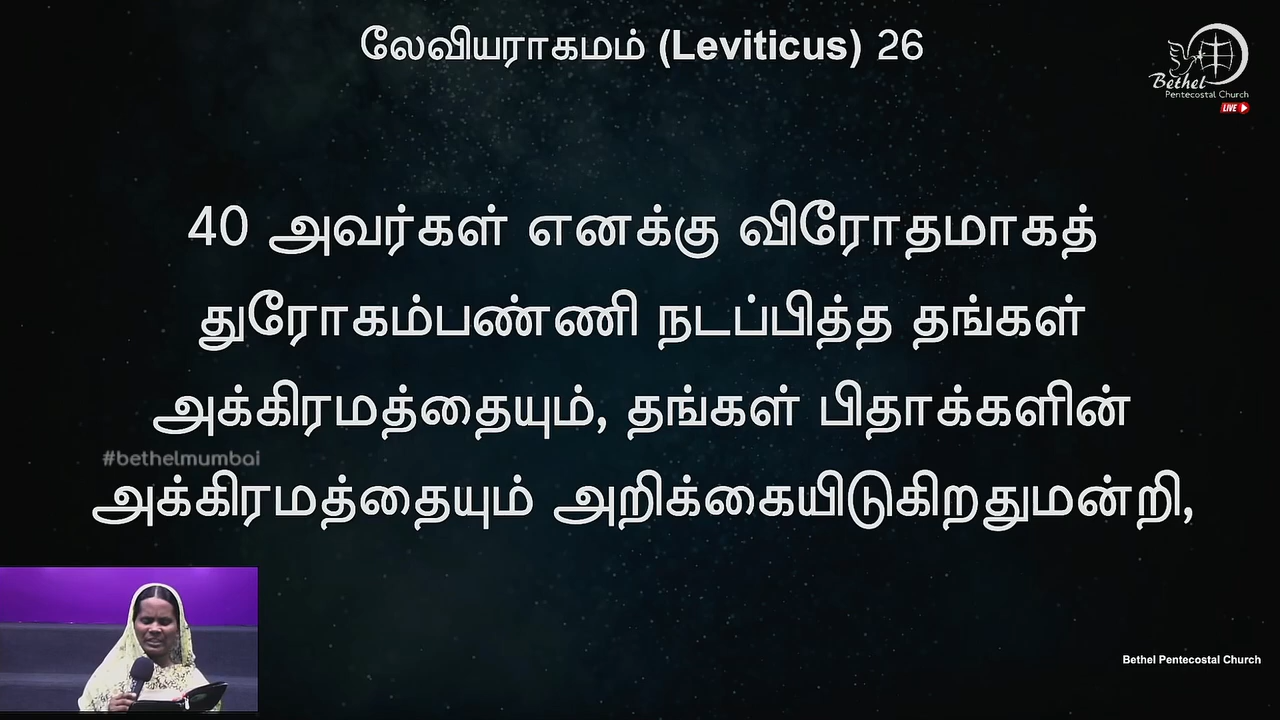 லேவியராகமம் (Leviticus) 26
Bethel
Pentecostal Church
LIVE
40 அவர்கள் எனக்கு விரோதமாகத்
துரோகம்பண்ணி நடப்பித்த தங்கள்
அக்கிரமத்தையும், தங்கள் பிதாக்களின்
#bethelmumbai
அக்கிரமத்தையும் அறிக்கையிடுகிறதுமன்றி,
Bethel Pentecostal Church